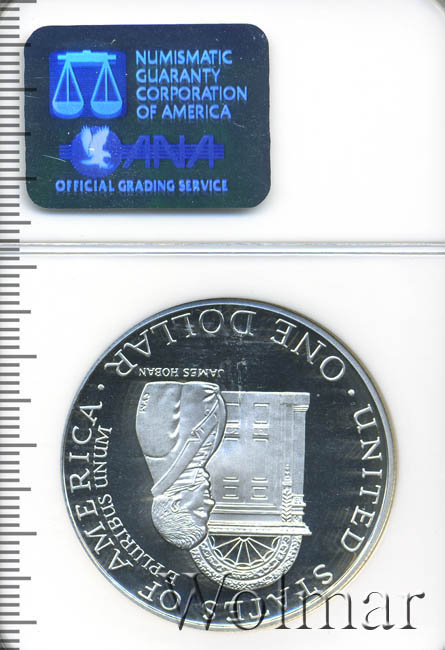 NUMISMATIC
GUARANTY
CORPORATION
OF AMERICA
ANA
OFFICIAL GRADING SERVICE
UNITED STATES OF AMERICA · ONE DOLLAR ·
E PLURIBUS UNUM
JAMES HOBAN
Wolmar